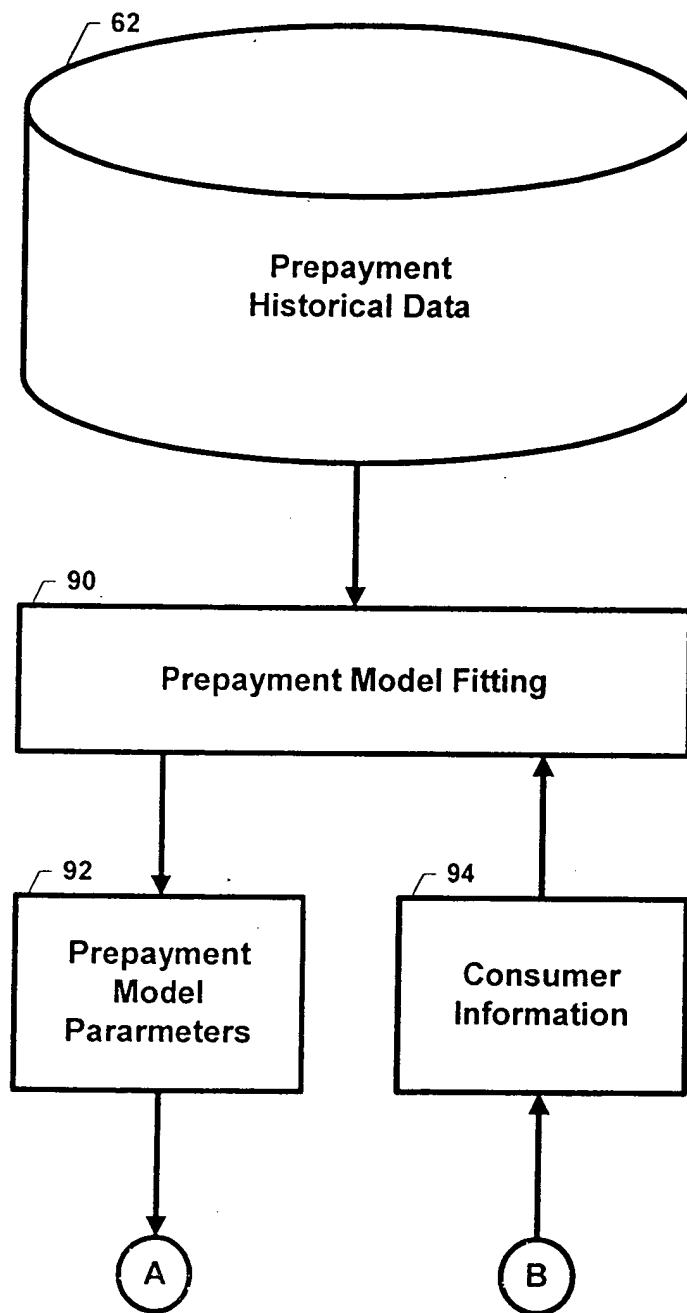 62
Prepayment
Historical Data
90
Prepayment Model Fitting
92
Prepayment
Model
Pararmeters
94
Consumer
Information
A
B